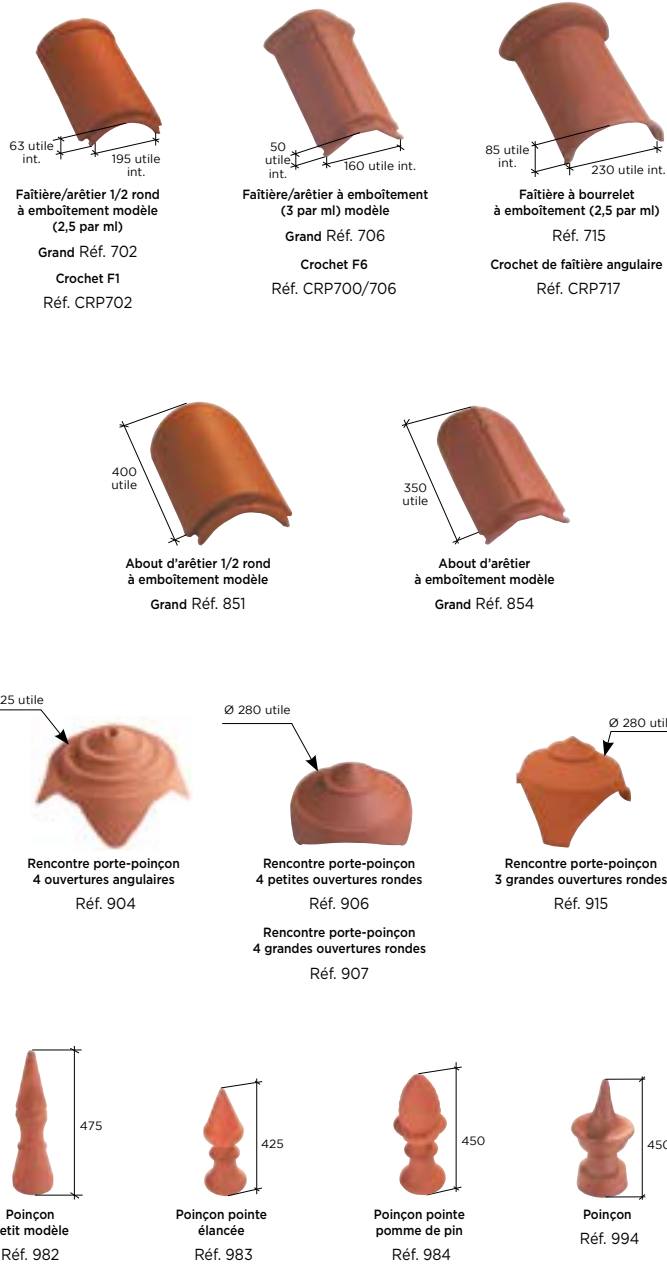 63 utile
int.
195 utile
int.
Faîtière/arêtier 1/2 rond
à emboîtement modèle
(2,5 par ml)
Grand Réf. 702
Crochet F1
Réf. CRP702
50
utile
int.
160 utile int.
Faîtière/arêtier à emboîtement
(3 par ml) modèle
Grand Réf. 706
Crochet F6
Réf. CRP700/706
85 utile
int.
230 utile int.
Faîtière à bourrelet
à emboîtement (2,5 par ml)
Réf. 715
Crochet de faîtière angulaire
Réf. CRP717
400
utile
About d'arêtier 1/2 rond
à emboîtement modèle
Grand Réf. 851
350
utile
About d'arêtier
à emboîtement modèle
Grand Réf. 854
25 utile
Rencontre porte-poinçon
4 ouvertures angulaires
Réf. 904
Ø 280 utile
Rencontre porte-poinçon
4 petites ouvertures rondes
Réf. 906
Rencontre porte-poinçon
4 grandes ouvertures rondes
Réf. 907
Ø 280 util
Rencontre porte-poinçon
3 grandes ouvertures rondes
Réf. 915
475
Poinçon
etit modèle
Réf. 982
425
Poinçon pointe
élancée
Réf. 983
450
Poinçon pointe
pomme de pin
Réf. 984
450
Poinçon
Réf. 994